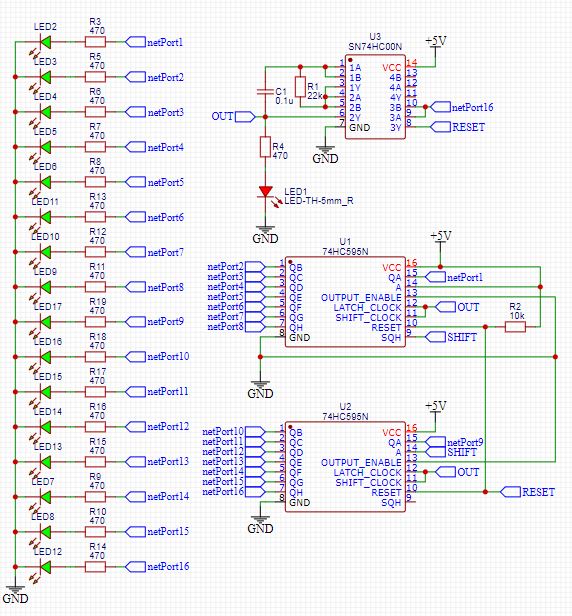 LED2 R3 470 netPort1
LED3 R5 470 netPort2
LED4 R6 470 netPort3
LED5 R7 470 netPort4
LED6 R8 470 netPort5
LED11 R13 470 netPort6
LED10 R12 470 netPort7
LED9 R11 470 netPort8
LED17 R19 470 netPort9
LED16 R18 470 netPort10
LED15 R17 470 netPort11
LED14 R16 470 netPort12
LED13 R15 470 netPort13
LED7 R9 470 netPort14
LED8 R10 470 netPort15
LED12 R14 470 netPort16
GND
U3
SN74HC00N
+5V
1 1A VCC 14
2 1B 4B 13
3 1Y 4A 12
4 2A 4Y 11
5 2B 3B 10 netPort16
6 2Y 3A 9
7 GND 3Y 8 RESET
GND
C1
0.1u
R1
22k
OUT
R4
470
LED1
LED-TH-5mm_R
GND
U1
74HC595N
+5V
netPort2 1 QB VCC 16
netPort3 2 QC QA 15 netPort1
netPort4 3 QD A 14
netPort5 4 QE OUTPUT_ENABLE 13
netPort6 5 QF LATCH_CLOCK 12 OUT
netPort7 6 QG SHIFT_CLOCK 11
netPort8 7 QH RESET 10
8 GND SQH 9 SHIFT
R2
10k
GND
U2
74HC595N
+5V
netPort10 1 QB VCC 16
netPort11 2 QC QA 15 netPort9
netPort12 3 QD A 14 SHIFT
netPort13 4 QE OUTPUT_ENABLE 13
netPort14 5 QF LATCH_CLOCK 12 OUT
netPort15 6 QG SHIFT_CLOCK 11
netPort16 7 QH RESET 10 RESET
8 GND SQH 9
GND